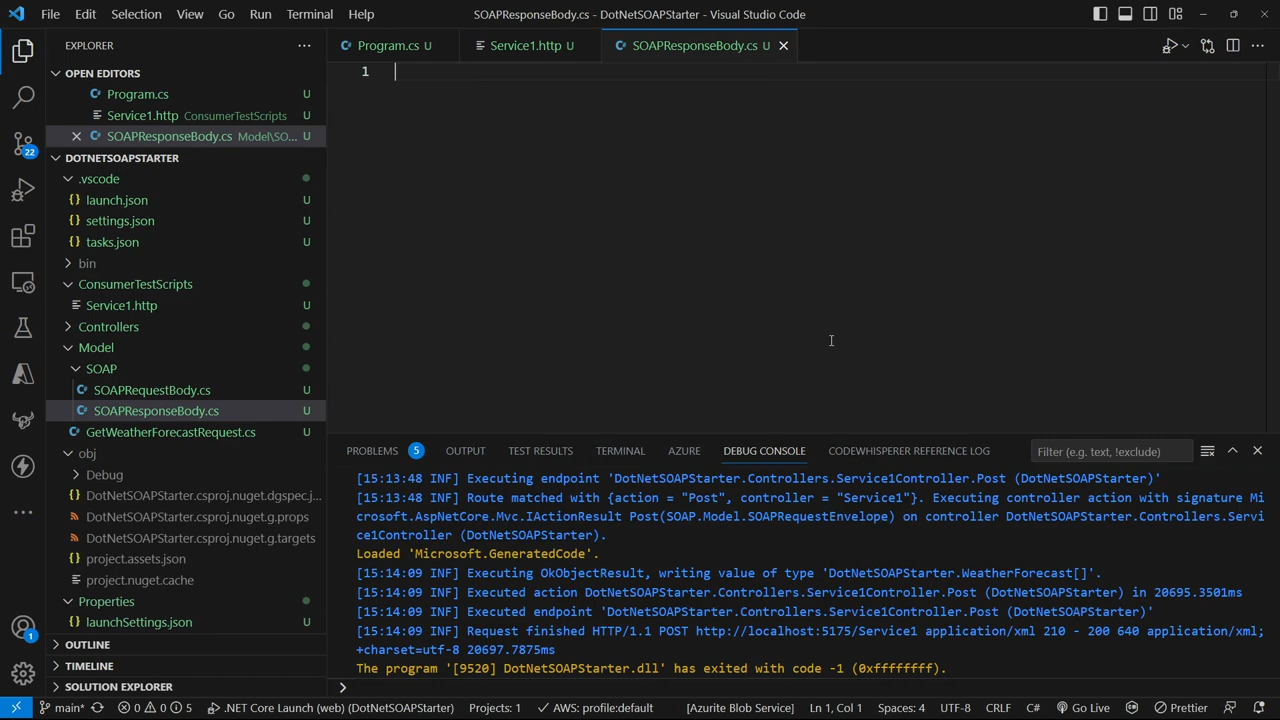 File Edit Selection View Go Run Terminal Help SOAPResponseBody.cs - DotNetSOAPStarter - Visual Studio Code
EXPLORER
OPEN EDITORS
Program.cs U
Service1.http ConsumerTestScripts U
SOAPResponseBody.cs Model\SO... U
DOTNETSOAPSTARTER
.vscode
launch.json U
settings.json U
tasks.json U
bin
ConsumerTestScripts
Service1.http U
Controllers
Model
SOAP
SOAPRequestBody.cs U
SOAPResponseBody.cs U
GetWeatherForecastRequest.cs U
obj
Debug
DotNetSOAPStarter.csproj.nuget.dgspec.j... U
DotNetSOAPStarter.csproj.nuget.g.props U
DotNetSOAPStarter.csproj.nuget.g.targets U
project.assets.json U
project.nuget.cache U
Properties
launchSettings.json U
OUTLINE
TIMELINE
SOLUTION EXPLORER
22
1
Program.cs U Service1.http U SOAPResponseBody.cs U
1
PROBLEMS 5 OUTPUT TEST RESULTS TERMINAL AZURE DEBUG CONSOLE CODEWHISPERER REFERENCE LOG Filter (e.g. text, !exclude)
[15:13:48 INF] Executing endpoint 'DotNetSOAPStarter.Controllers.Service1Controller.Post (DotNetSOAPStarter)'
[15:13:48 INF] Route matched with {action = "Post", controller = "Service1"}. Executing controller action with signature Mi
crosoft.AspNetCore.Mvc.IActionResult Post(SOAP.Model.SOAPRequestEnvelope) on controller DotNetSOAPStarter.Controllers.Servi
ce1Controller (DotNetSOAPStarter).
Loaded 'Microsoft.GeneratedCode'.
[15:14:09 INF] Executing OkObjectResult, writing value of type 'DotNetSOAPStarter.WeatherForecast[]'.
[15:14:09 INF] Executed action DotNetSOAPStarter.Controllers.Service1Controller.Post (DotNetSOAPStarter) in 20695.3501ms
[15:14:09 INF] Executed endpoint 'DotNetSOAPStarter.Controllers.Service1Controller.Post (DotNetSOAPStarter)'
[15:14:09 INF] Request finished HTTP/1.1 POST http://localhost:5175/Service1 application/xml 210 - 200 640 application/xml;
+charset=utf-8 20697.7875ms
The program '[9520] DotNetSOAPStarter.dll' has exited with code -1 (0xffffffff).
main* 0 0 5 .NET Core Launch (web) (DotNetSOAPStarter) Projects: 1 AWS: profile:default [Azurite Blob Service] Ln 1, Col 1 Spaces: 4 UTF-8 CRLF C# Go Live Prettier